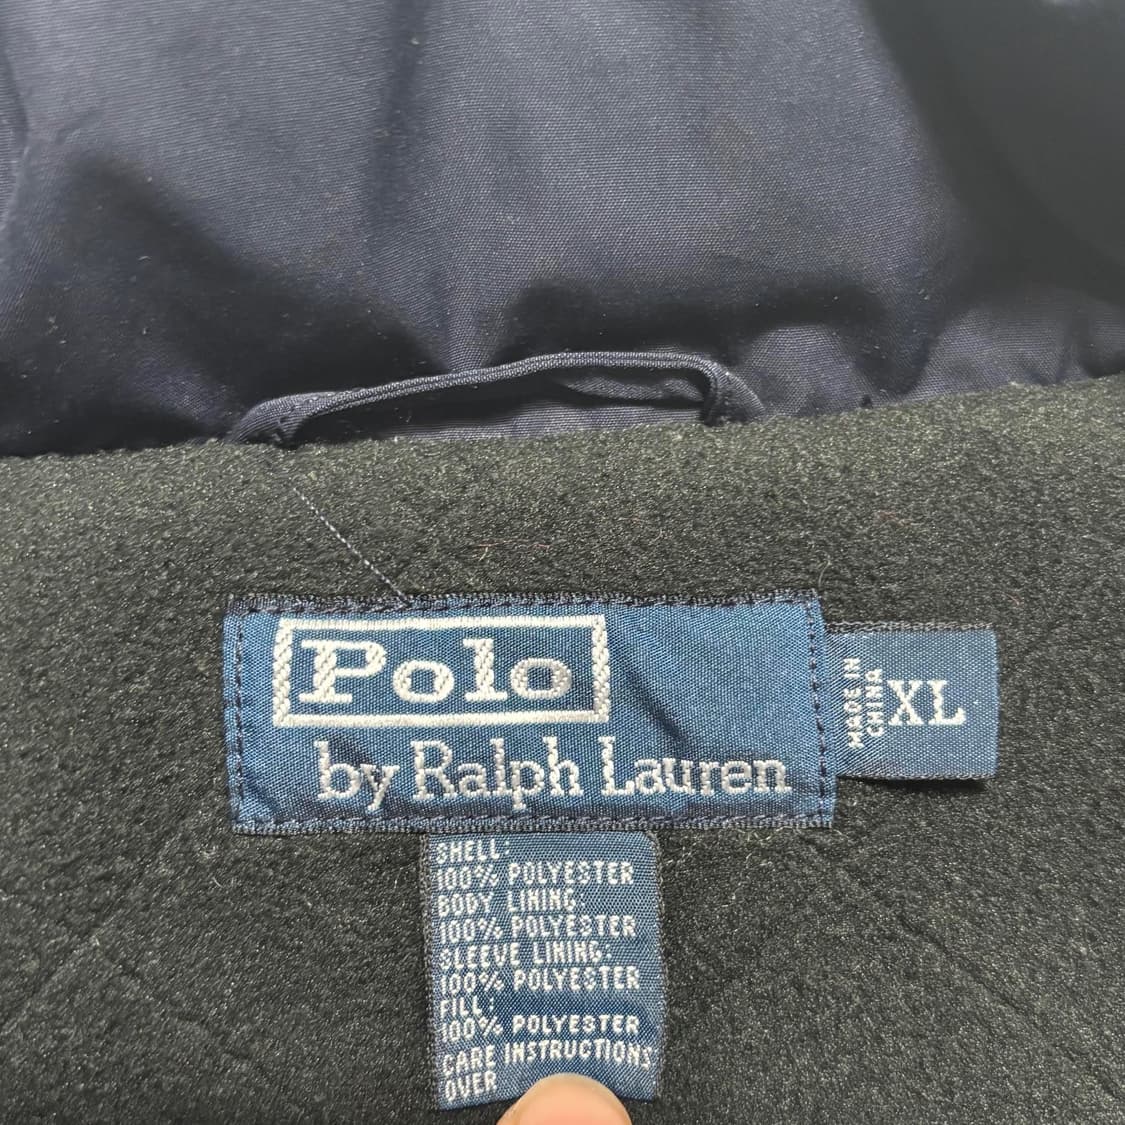 Polo
by Ralph Lauren
MADE IN
CHINA
XL
SHELL:
100% POLYESTER
BODY LINING:
100% POLYESTER
SLEEVE LINING:
100% POLYESTER
FILL:
100% POLYESTER
CARE INSTRUCTIONS
OVER